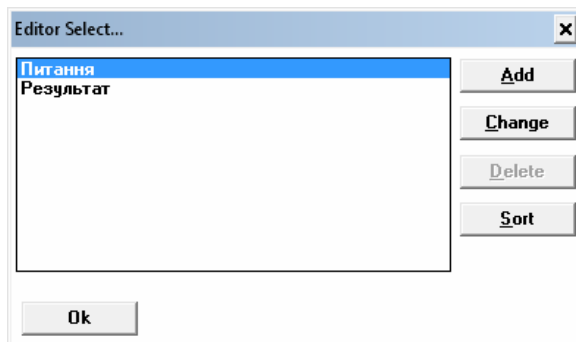 Editor Select...
Питання
Результат
Add
Change
Delete
Sort
Ok